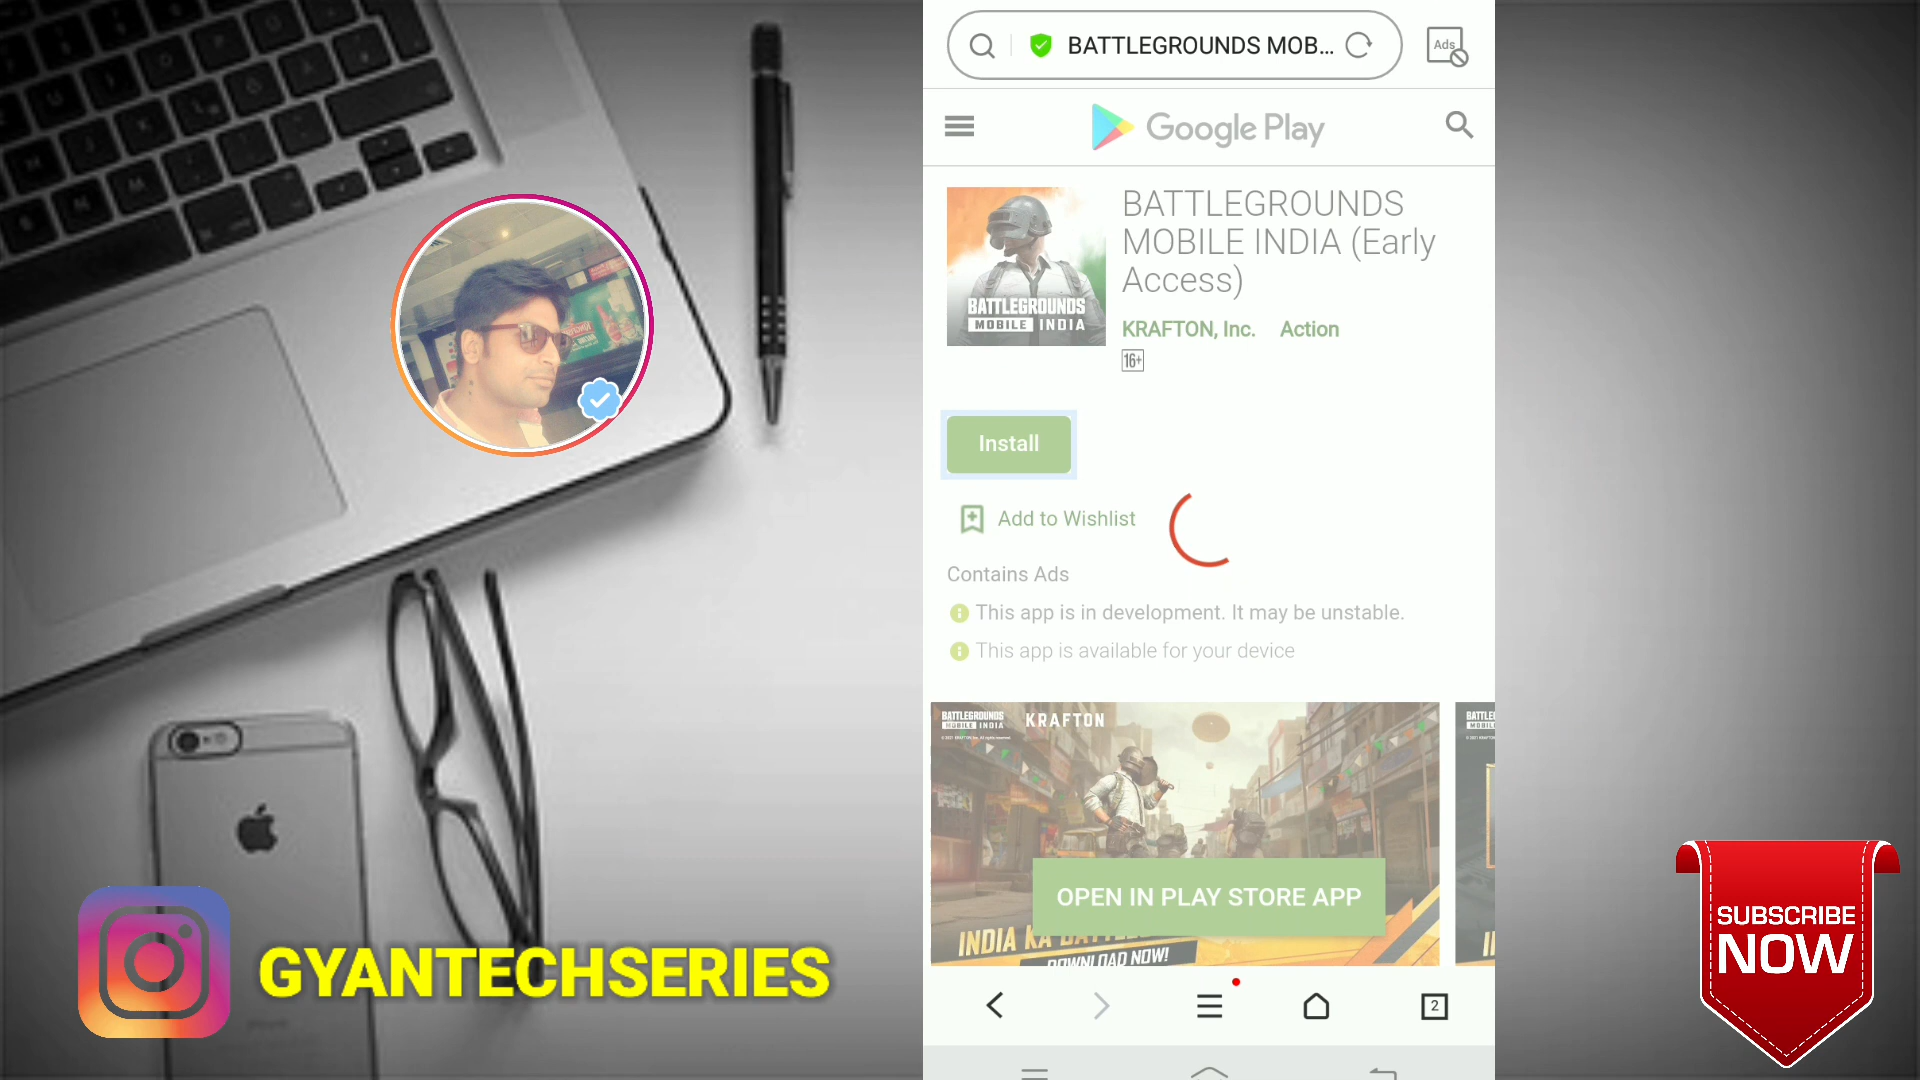 BATTLEGROUNDS MOB...
Ads
Google Play
BATTLEGROUNDS
MOBILE INDIA (Early
Access)
BATTLEGROUNDS
MOBILE INDIA
KRAFTON, Inc. Action
16+
Install
Add to Wishlist
Contains Ads
This app is in development. It may be unstable.
This app is available for your device
BATTLEGROUNDS
MOBILE INDIA
KRAFTON
OPEN IN PLAY STORE APP
INDIA KA
DOWNLOAD NOW!
2
GYANTECHSERIES
SUBSCRIBE
NOW